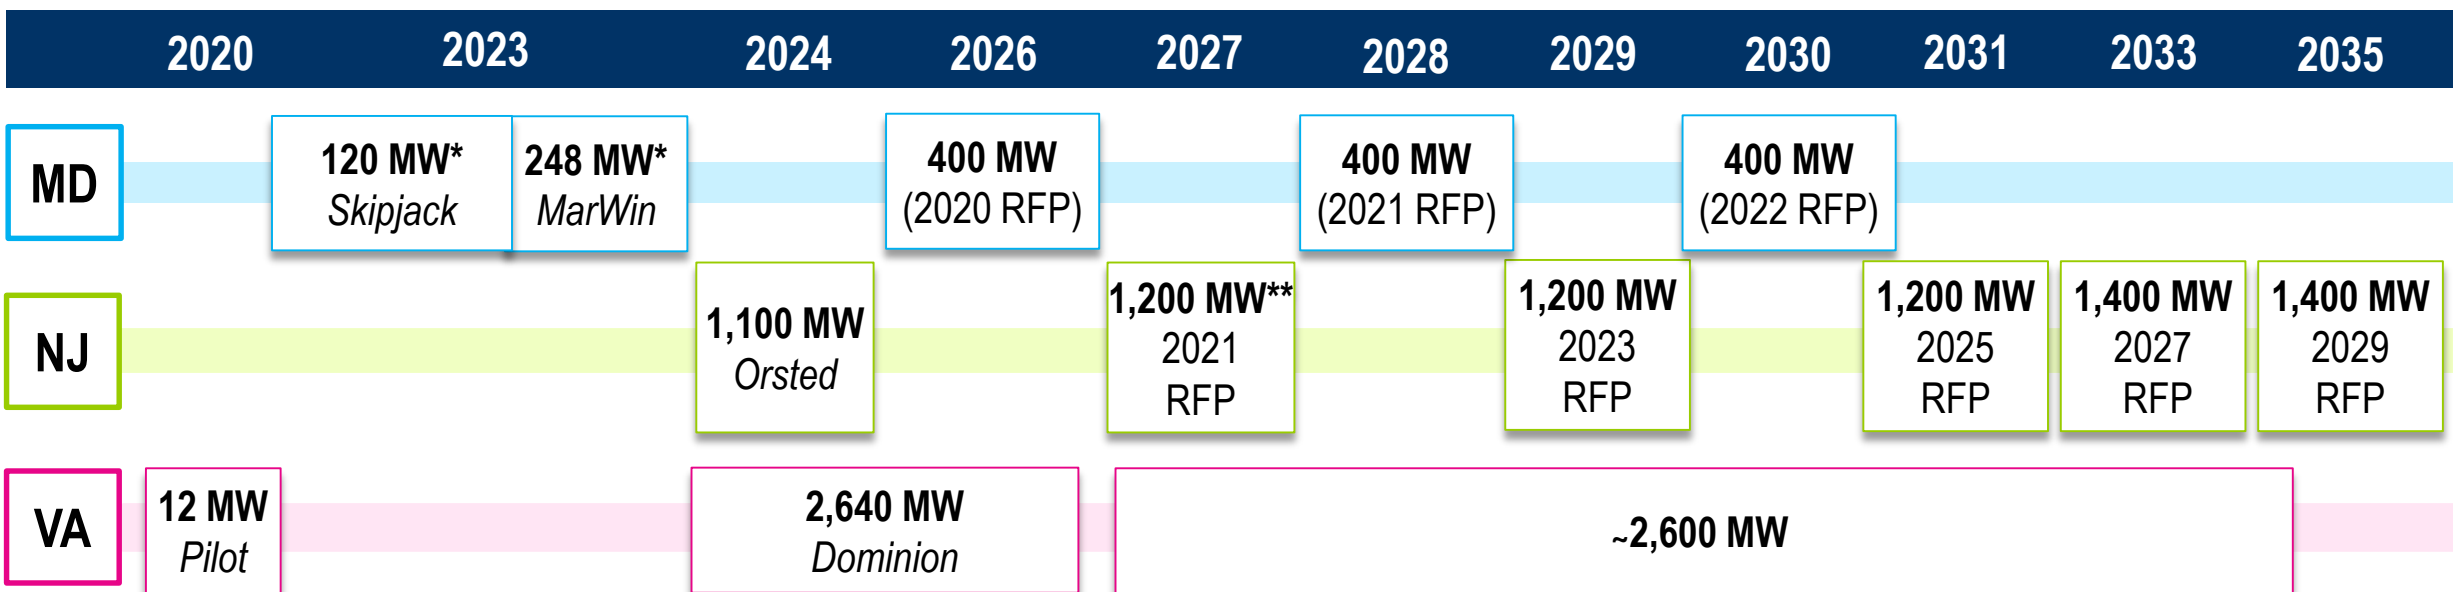 2020 2023 2024 2026 2027 2028 2029 2030 2031 2033 2035
MD
120 MW*
Skipjack
248 MW*
MarWin
400 MW
(2020 RFP)
400 MW
(2021 RFP)
400 MW
(2022 RFP)
NJ
1,100 MW
Orsted
1,200 MW**
2021
RFP
1,200 MW
2023
RFP
1,200 MW
2025
RFP
1,400 MW
2027
RFP
1,400 MW
2029
RFP
VA
12 MW
Pilot
2,640 MW
Dominion
~2,600 MW